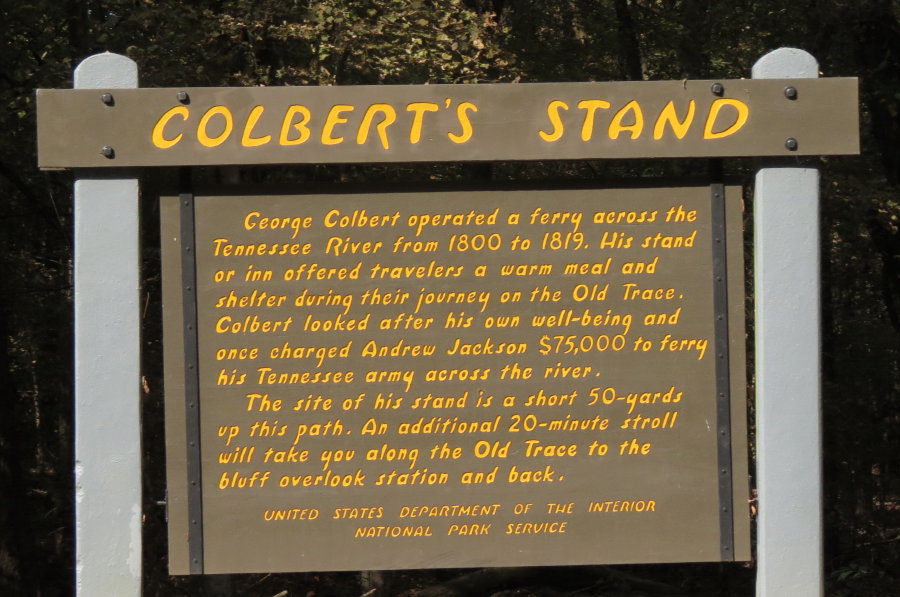 COLBERT'S STAND
George Colbert operated a ferry across the
Tennessee River from 1800 to 1819. His stand
or inn offered travelers a warm meal and
shelter during their journey on the Old Trace.
Colbert looked after his own well-being and
once charged Andrew Jackson $75,000 to ferry
his Tennessee army across the river.
The site of his stand is a short 50-yards
up this path. An additional 20-minute stroll
will take you along the Old Trace to the
bluff overlook station and back.
UNITED STATES DEPARTMENT OF THE INTERIOR
NATIONAL PARK SERVICE